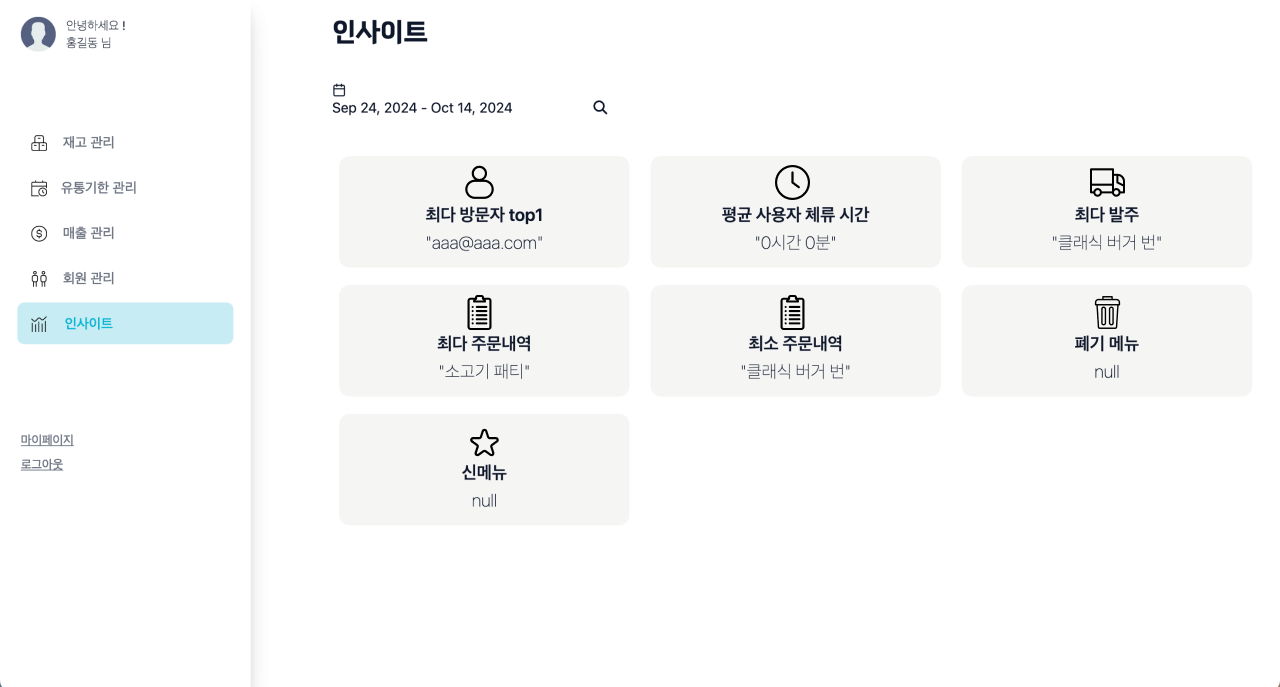 안녕하세요 !
홍길동 님
재고 관리
유통기한 관리
매출 관리
회원 관리
인사이트
마이페이지
로그아웃
인사이트
Sep 24, 2024 - Oct 14, 2024
최다 방문자 top1
"aaa@aaa.com"
평균 사용자 체류 시간
"0시간 0분"
최다 발주
"클래식 버거 번"
최다 주문내역
"소고기 패티"
최소 주문내역
"클래식 버거 번"
폐기 메뉴
null
신메뉴
null